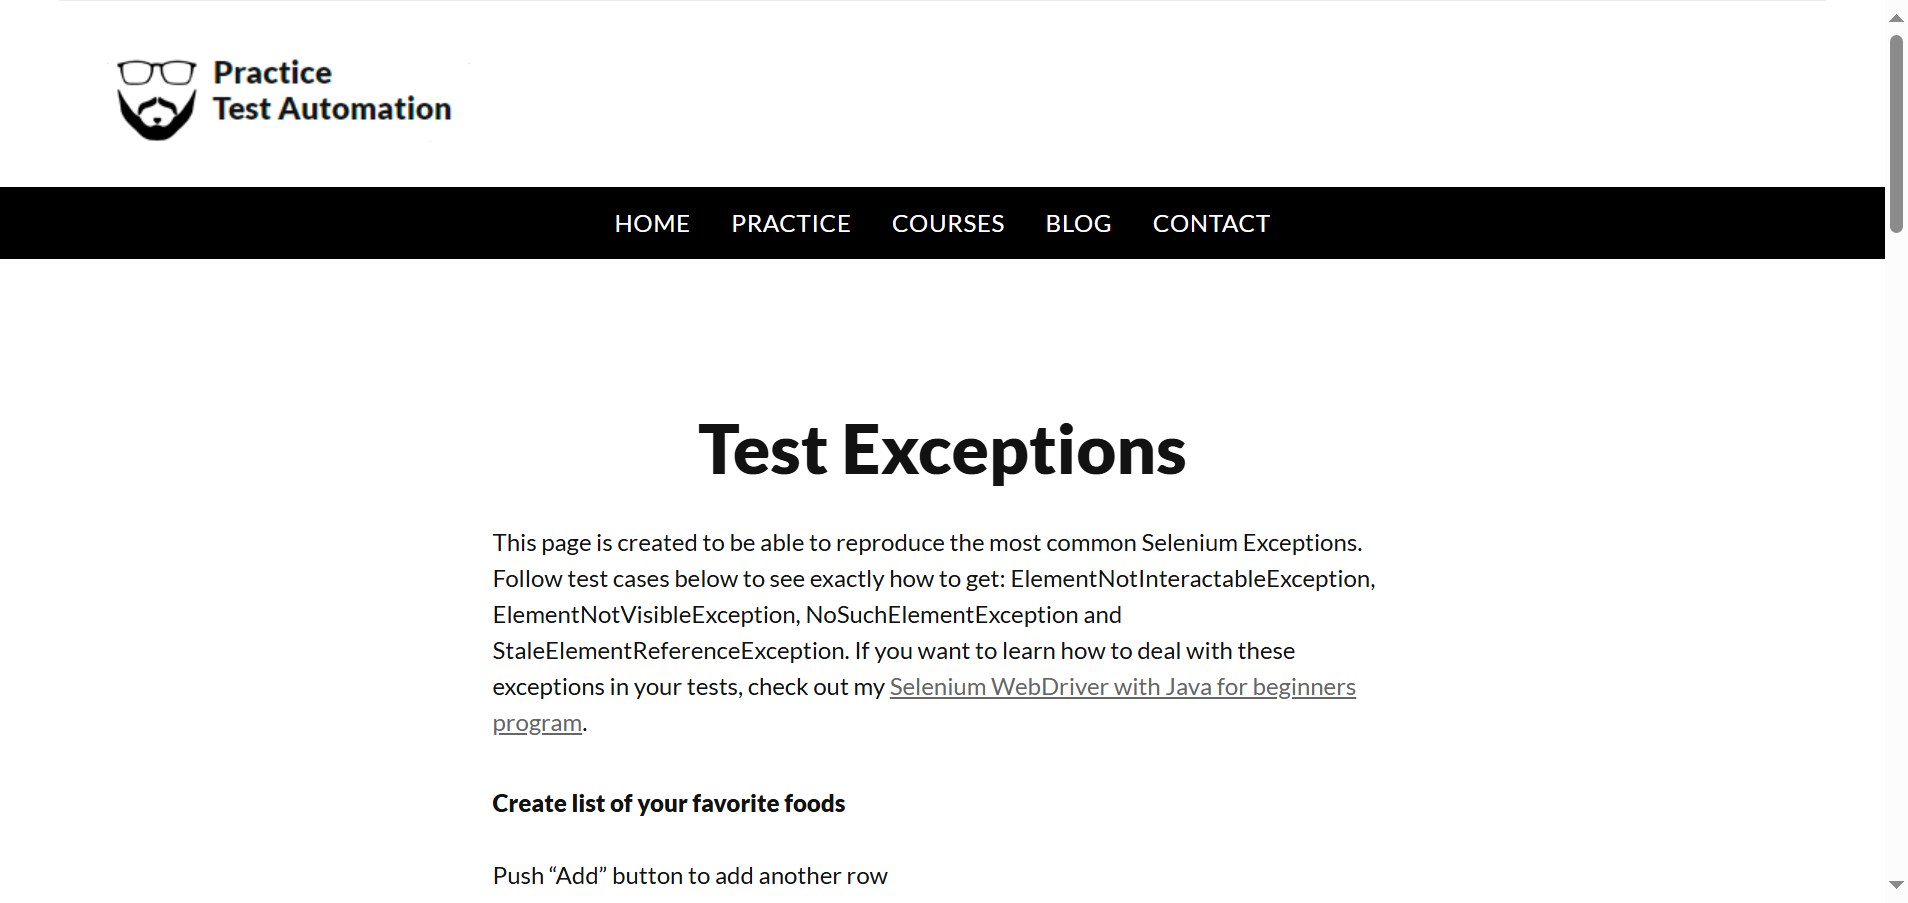 Practice
Test Automation
HOME PRACTICE COURSES BLOG CONTACT
Test Exceptions
This page is created to be able to reproduce the most common Selenium Exceptions.
Follow test cases below to see exactly how to get: ElementNotInteractableException,
ElementNotVisibleException, NoSuchElementException and
StaleElementReferenceException. If you want to learn how to deal with these
exceptions in your tests, check out my Selenium WebDriver with Java for beginners
program.
Create list of your favorite foods
Push “Add” button to add another row